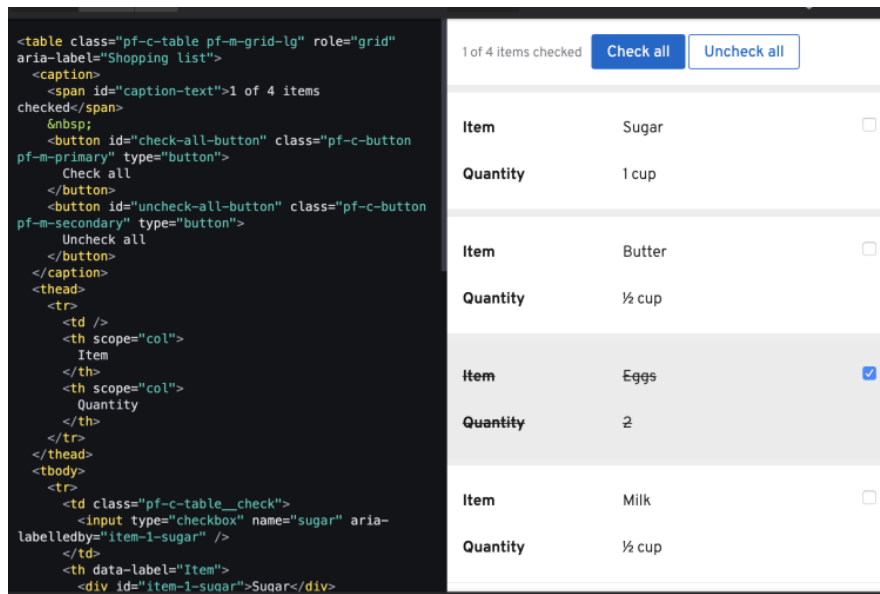 <table class="pf-c-table pf-m-grid-lg" role="grid"
aria-label="Shopping list">
<caption>
<span id="caption-text">1 of 4 items
checked</span>
&nbsp;
<button id="check-all-button" class="pf-c-button
pf-m-primary" type="button">
Check all
</button>
<button id="uncheck-all-button" class="pf-c-button
pf-m-secondary" type="button">
Uncheck all
</button>
</caption>
<thead>
<tr>
<td />
<th scope="col">
Item
</th>
<th scope="col">
Quantity
</th>
</tr>
</thead>
<tbody>
<tr>
<td class="pf-c-table__check">
<input type="checkbox" name="sugar" aria-
labelledby="item-1-sugar" />
</td>
<th data-label="Item">
<div id="item-1-sugar">Sugar</div>
1 of 4 items checked Check all Uncheck all
Item Sugar
Quantity 1 cup
Item Butter
Quantity ½ cup
Item Eggs
Quantity 2
Item Milk
Quantity ½ cup